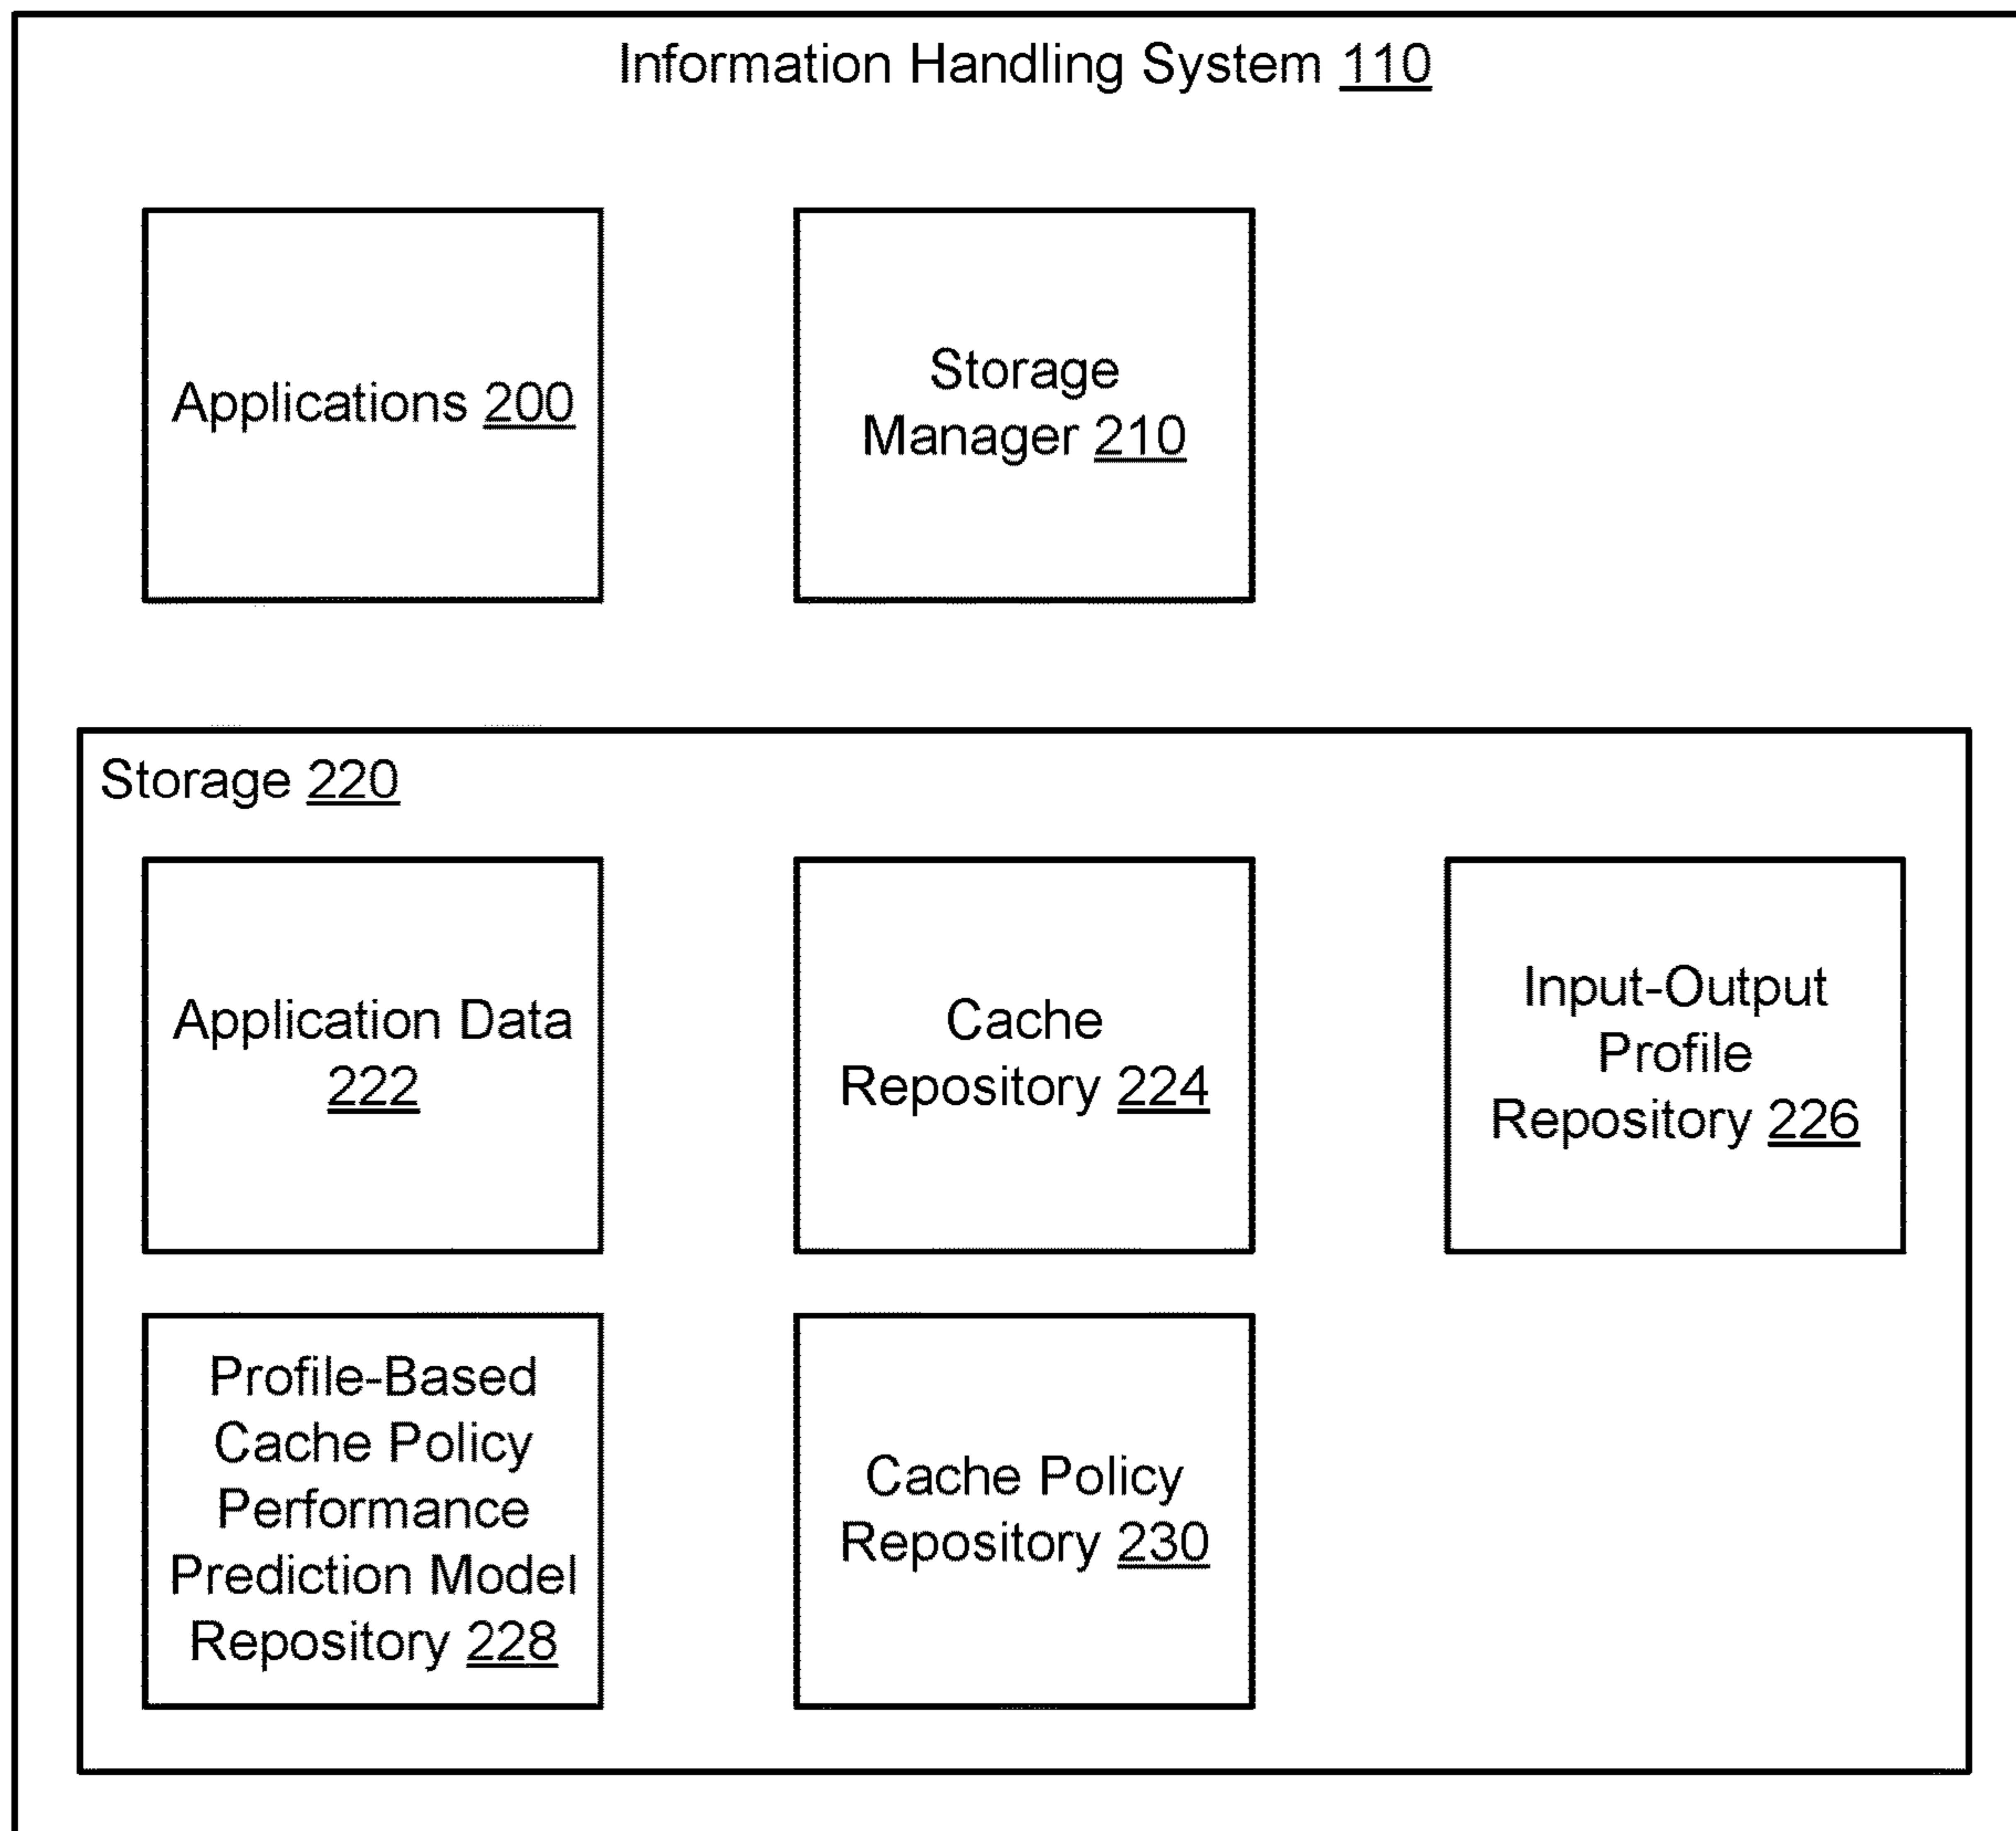 Information Handling System 110
Applications 200
Storage
Manager 210
Storage 220
Application Data
222
Cache
Repository 224
Input-Output
Profile
Repository 226
Profile-Based
Cache Policy
Performance
Prediction Model
Repository 228
Cache Policy
Repository 230